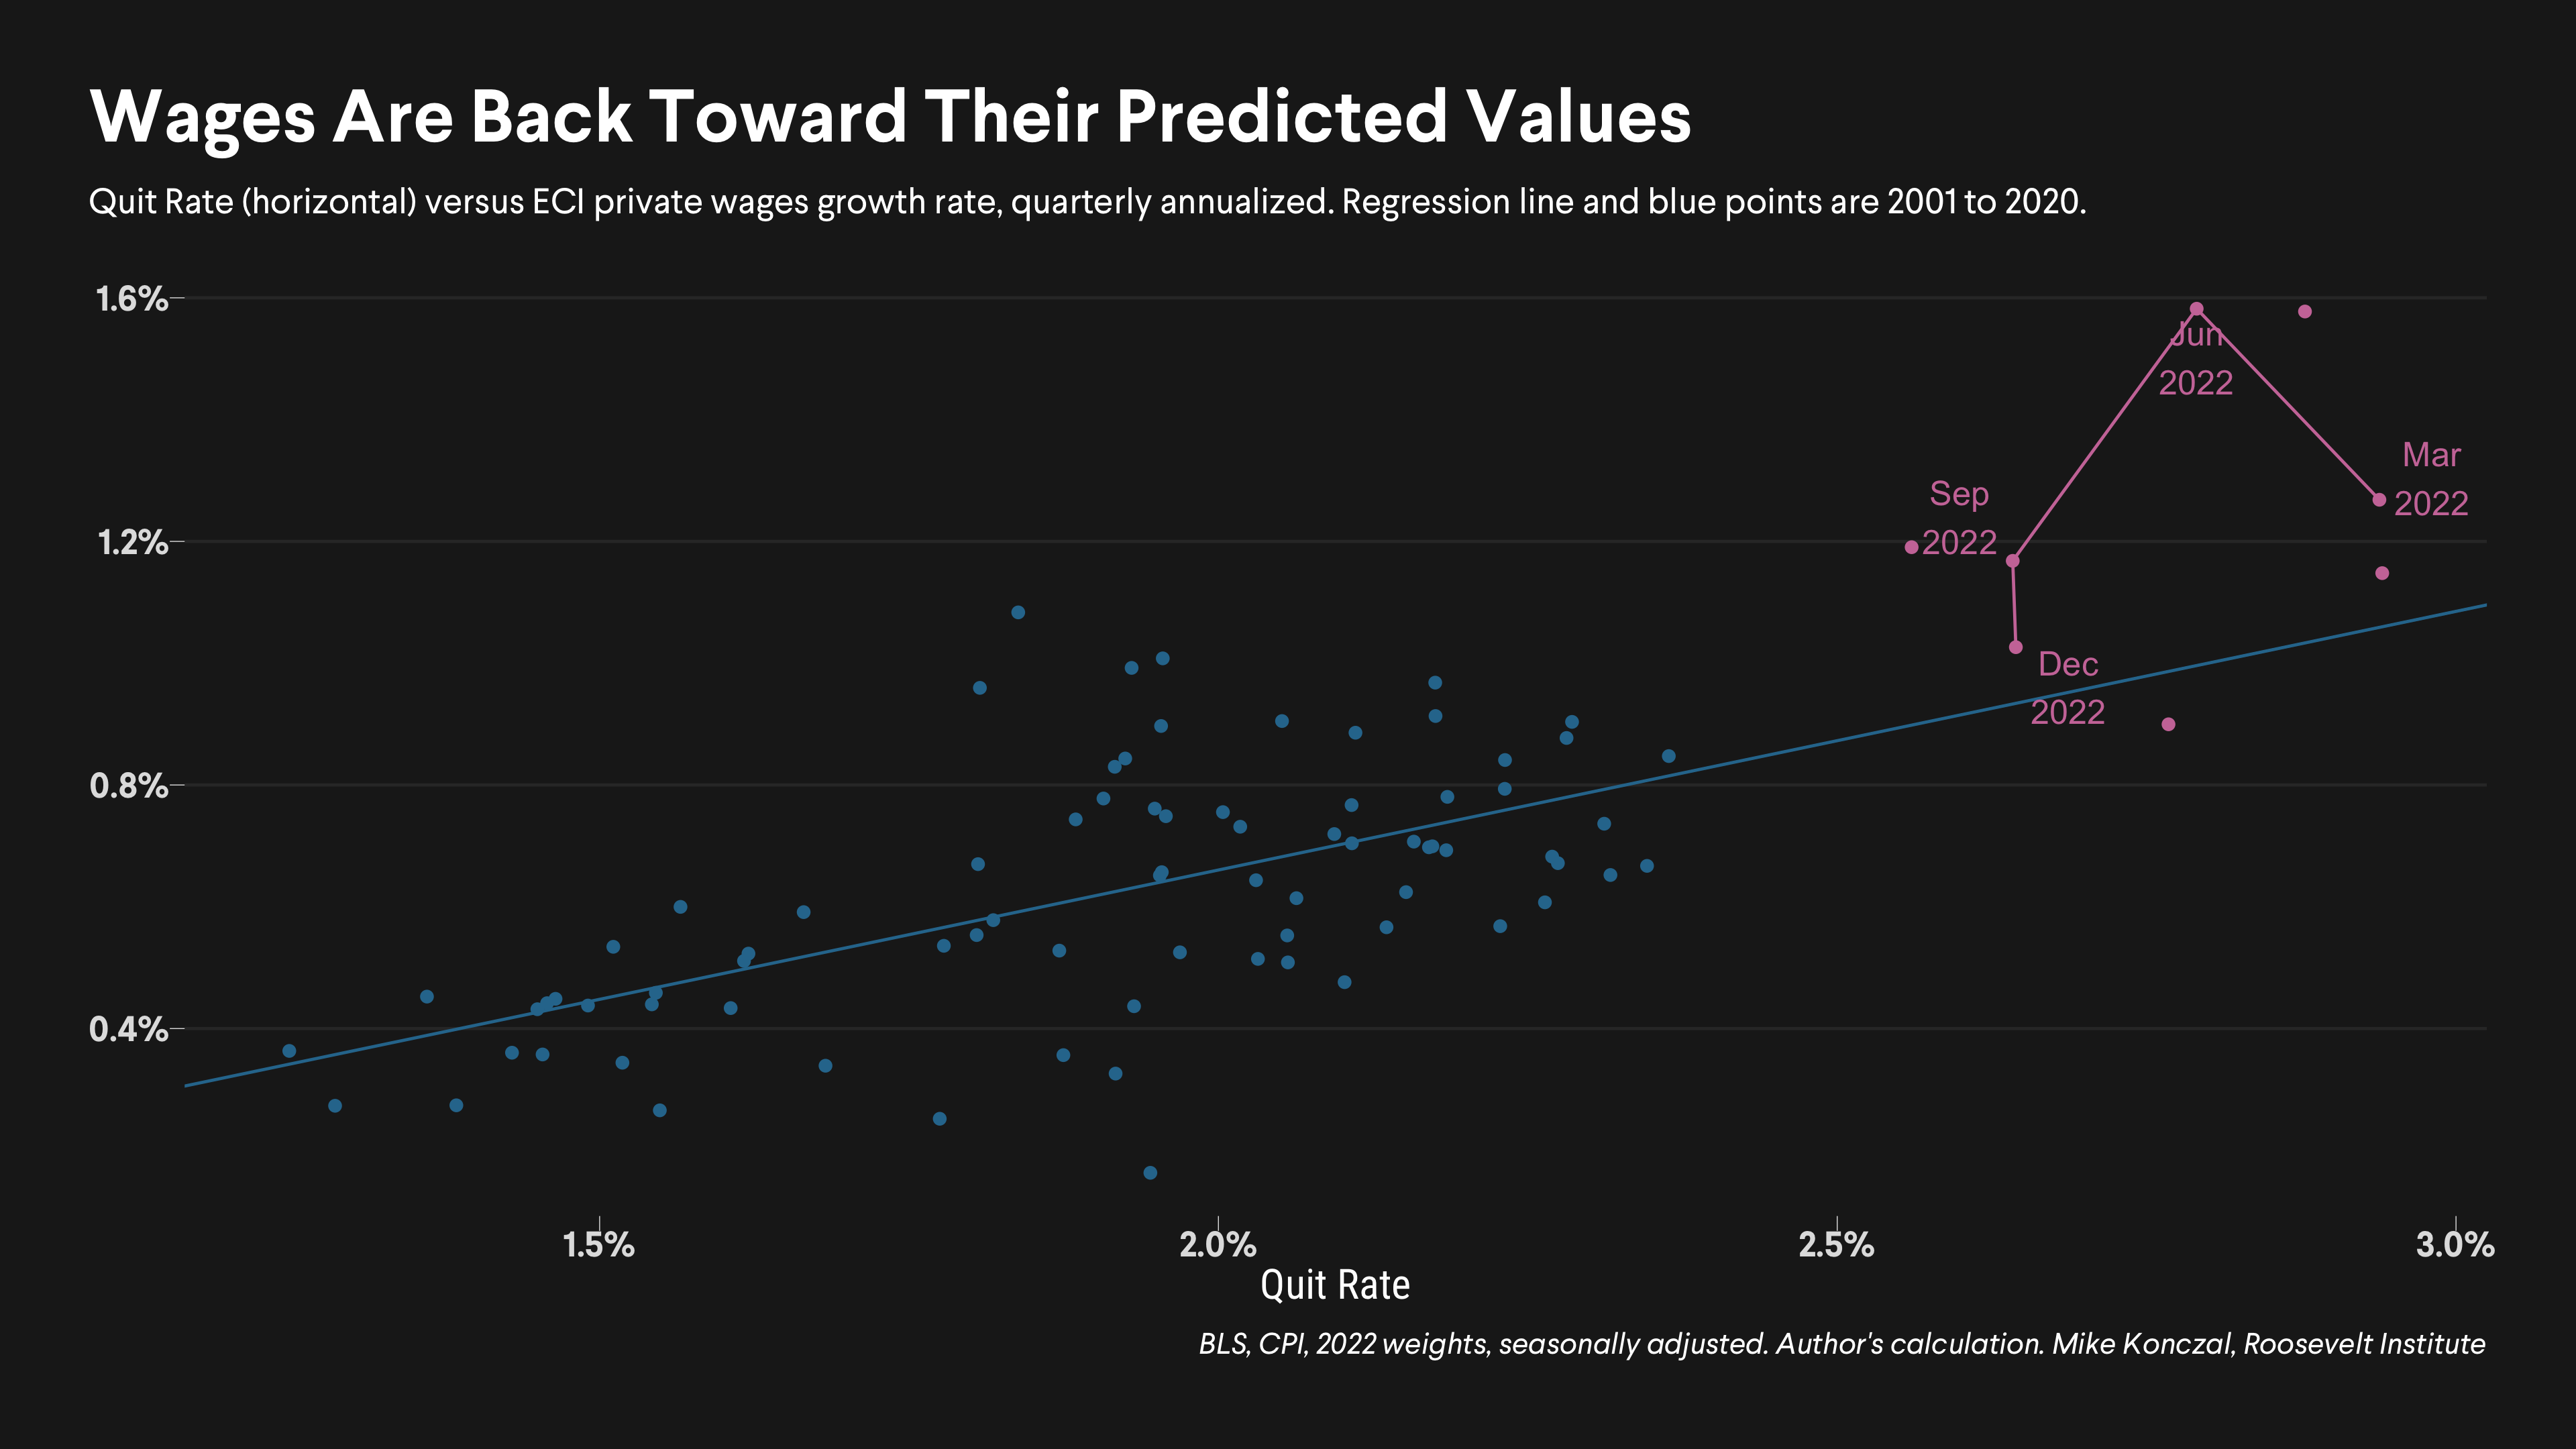 Wages Are Back Toward Their Predicted Values
Quit Rate (horizontal) versus ECI private wages growth rate, quarterly annualized. Regression line and blue points are 2001 to 2020.
1.6%
Jun
2022
Mar
2022
Sep
2022
1.2%
Dec
2022
0.8%
0.4%
1.5%
2.0%
2.5%
3.0%
Quit Rate
BLS, CPI, 2022 weights, seasonally adjusted. Author's calculation. Mike Konczal, Roosevelt Institute